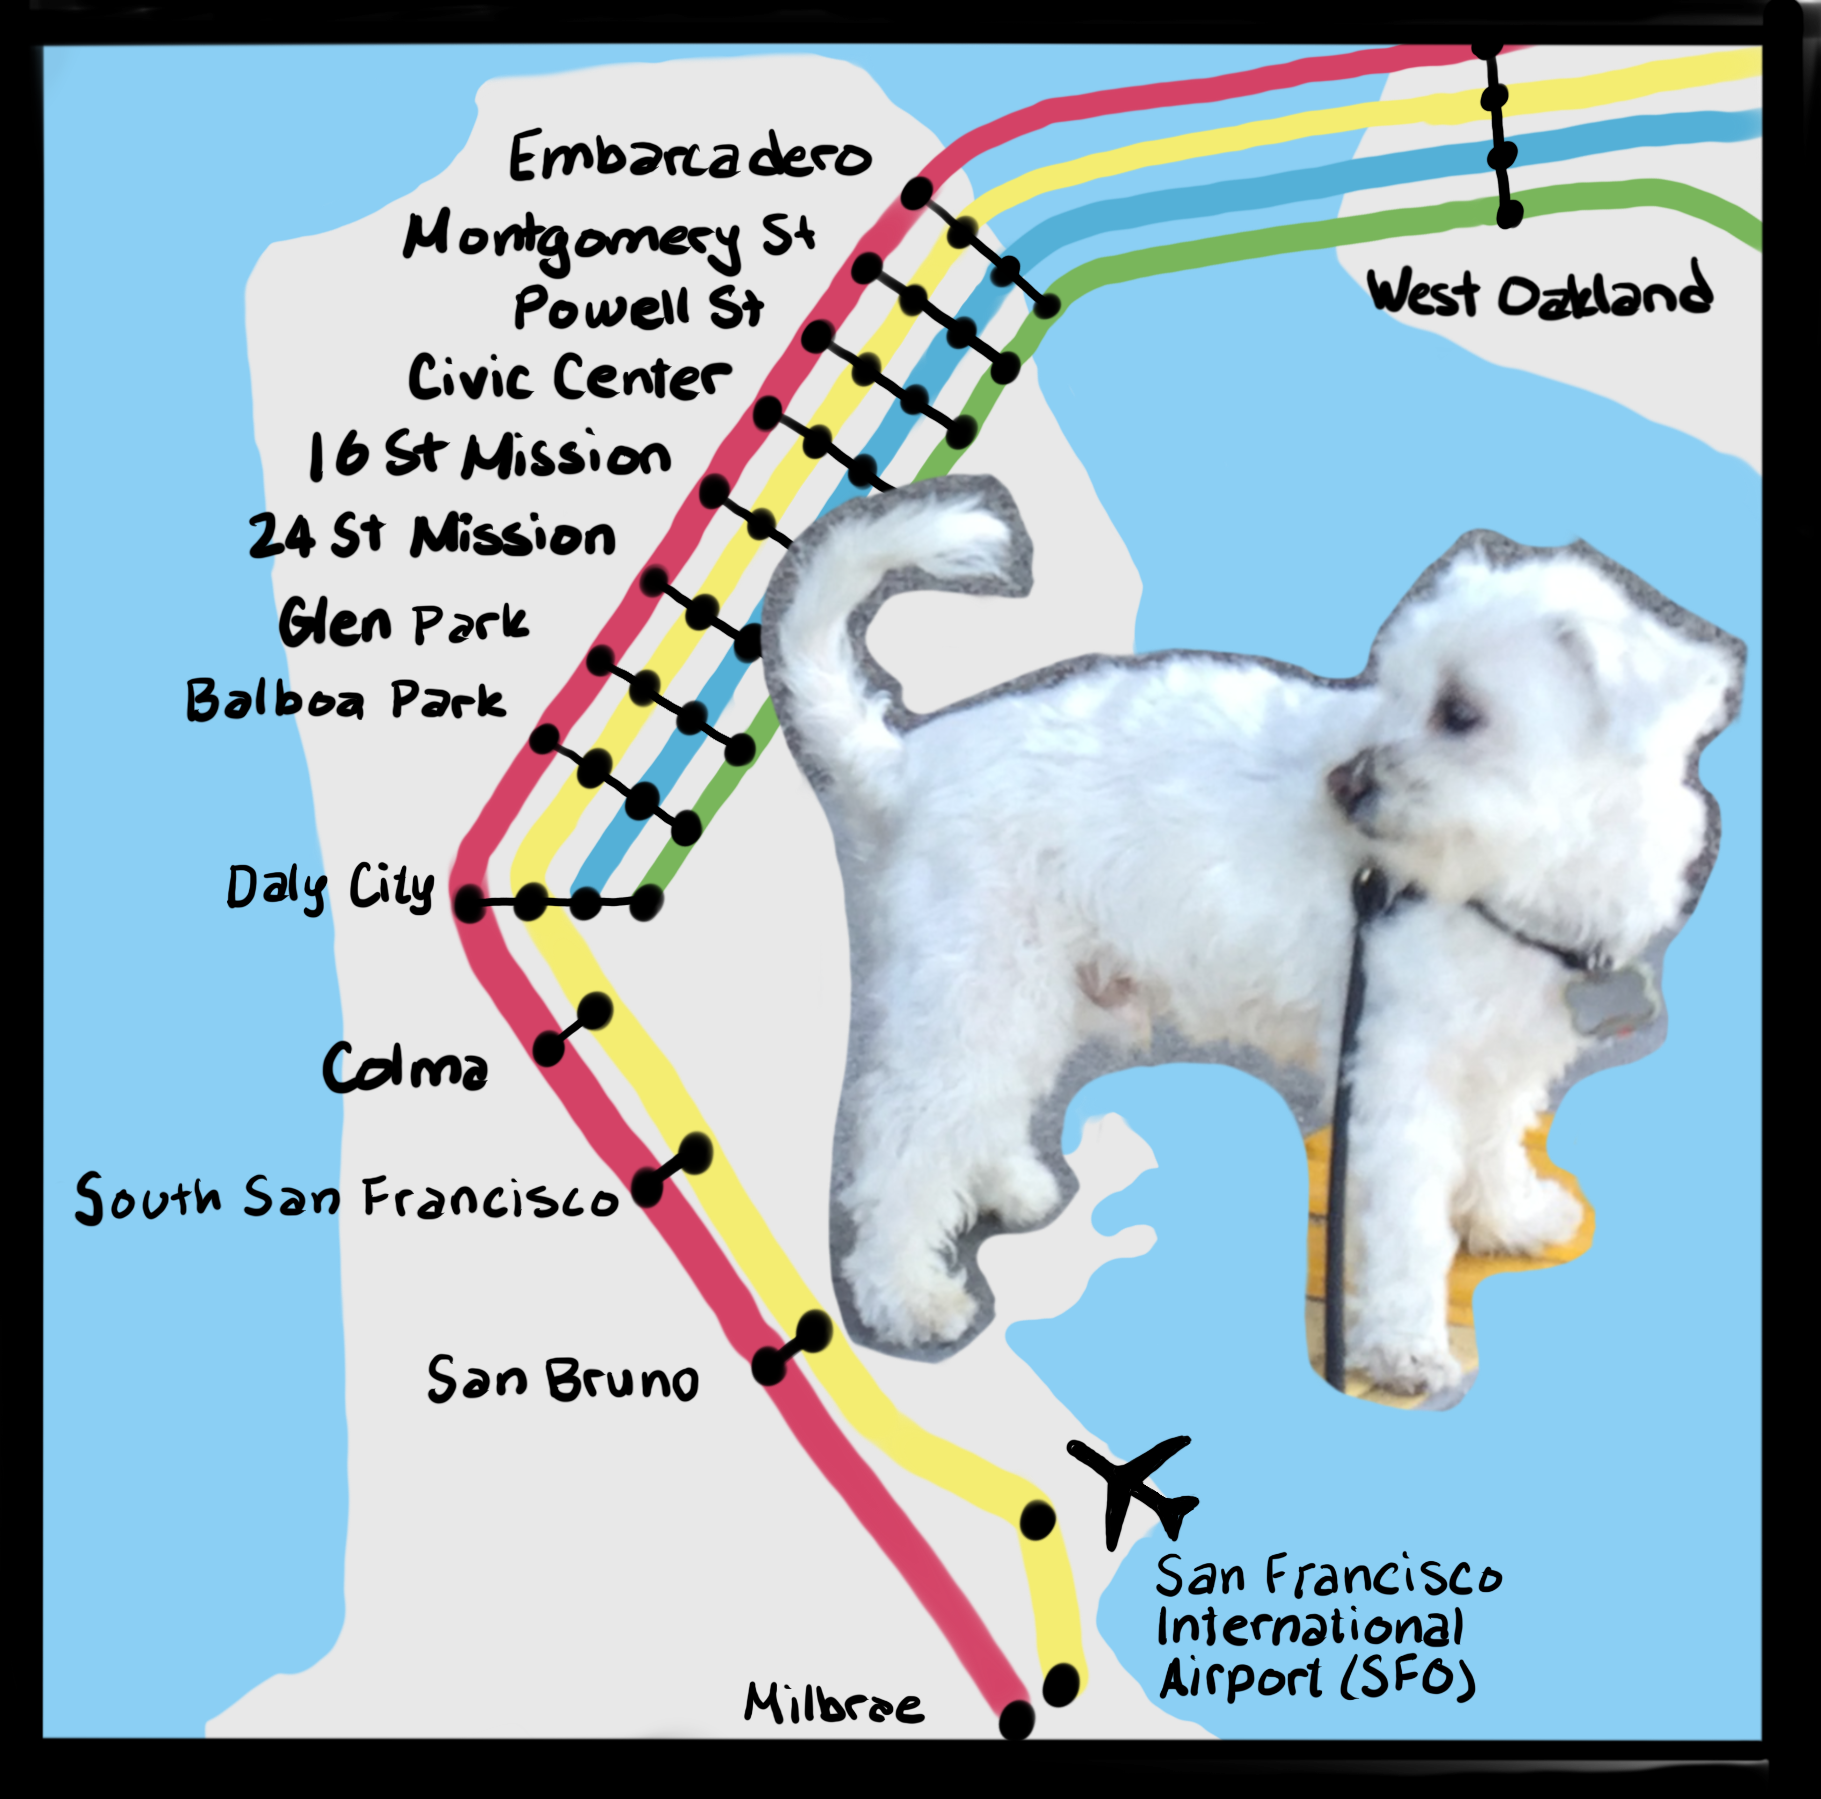 Embarcadero
Montgomery St
Powell St
Civic Center
16 St Mission
24 St Mission
Glen Park
Balboa Park
Daly City
Colma
South San Francisco
San Bruno
Milbrae
West Oakland
San Francisco
International
Airport (SFO)